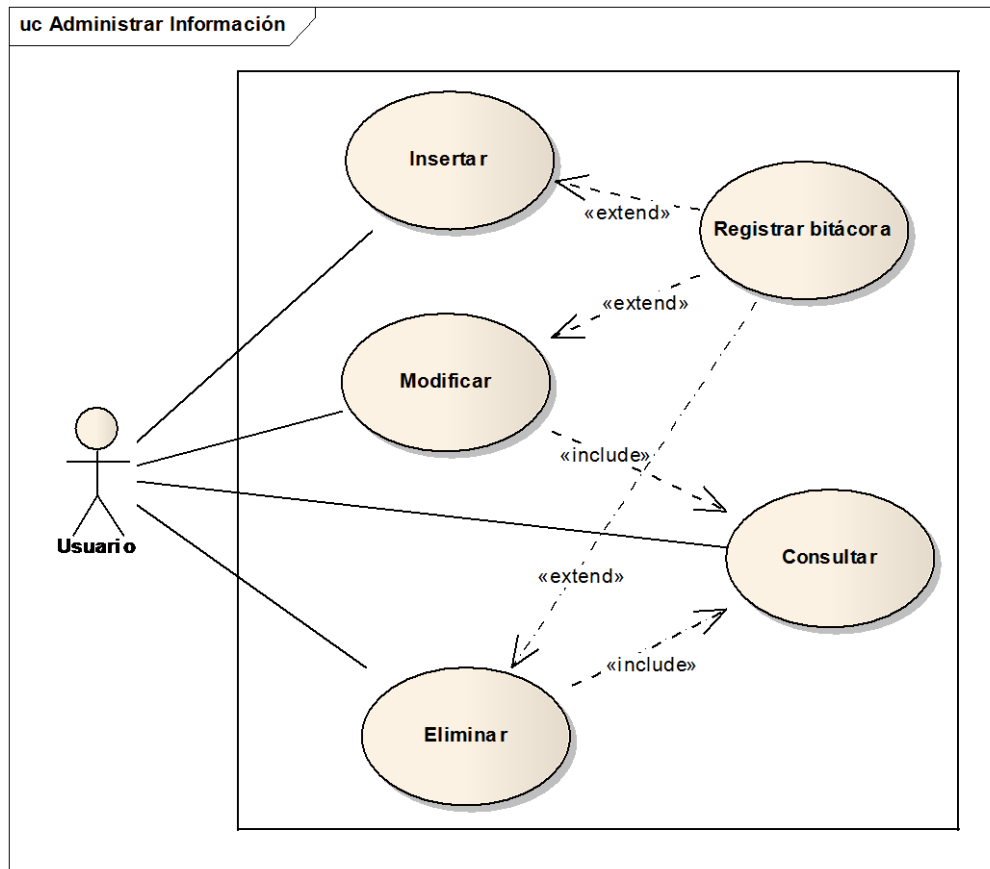 uc Administrar Información
Insertar
«extend»
Registrar bitácora
«extend»
Modificar
«include»
Usuario
Consultar
«extend»
«include»
Eliminar